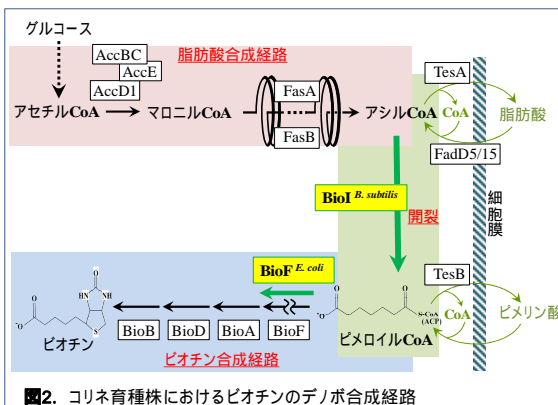 グルコース
脂肪酸合成経路
AccBC
AccE
AccD1
アセチルCoA
マロニルCoA
FasA
FasB
アシルCoA
TesA
CoA
脂肪酸
FadD5/15
細胞膜
BioI B. subtilis
開裂
BioF E. coli
TesB
CoA
ピメリン酸
O
HN
NH
S
O
-O
ビオチン
BioB
BioD
BioA
BioF
O
-O
O
S-CoA
(ACP)
ピメロイルCoA
ビオチン合成経路
図2. コリネ育種株におけるビオチンのデノボ合成経路